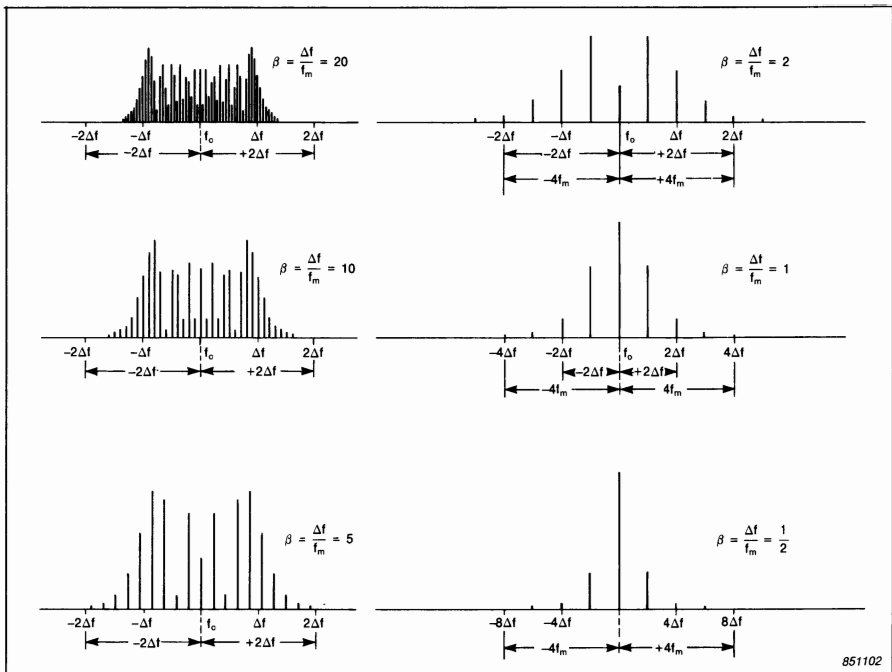 β = Δf/fm = 20
-2Δf -Δf fc Δf 2Δf
-2Δf +2Δf
β = Δf/fm = 2
-2Δf -Δf fo Δf 2Δf
-2Δf +2Δf
-4fm +4fm
β = Δf/fm = 10
-2Δf -Δf fc Δf 2Δf
-2Δf +2Δf
β = Δf/fm = 1
-4Δf -2Δf fo 2Δf 4Δf
-2Δf +2Δf
-4fm 4fm
β = Δf/fm = 5
-2Δf -Δf fc Δf 2Δf
-2Δf +2Δf
β = Δf/fm = 1/2
-8Δf -4Δf 4Δf 8Δf
-4fm +4fm
851102